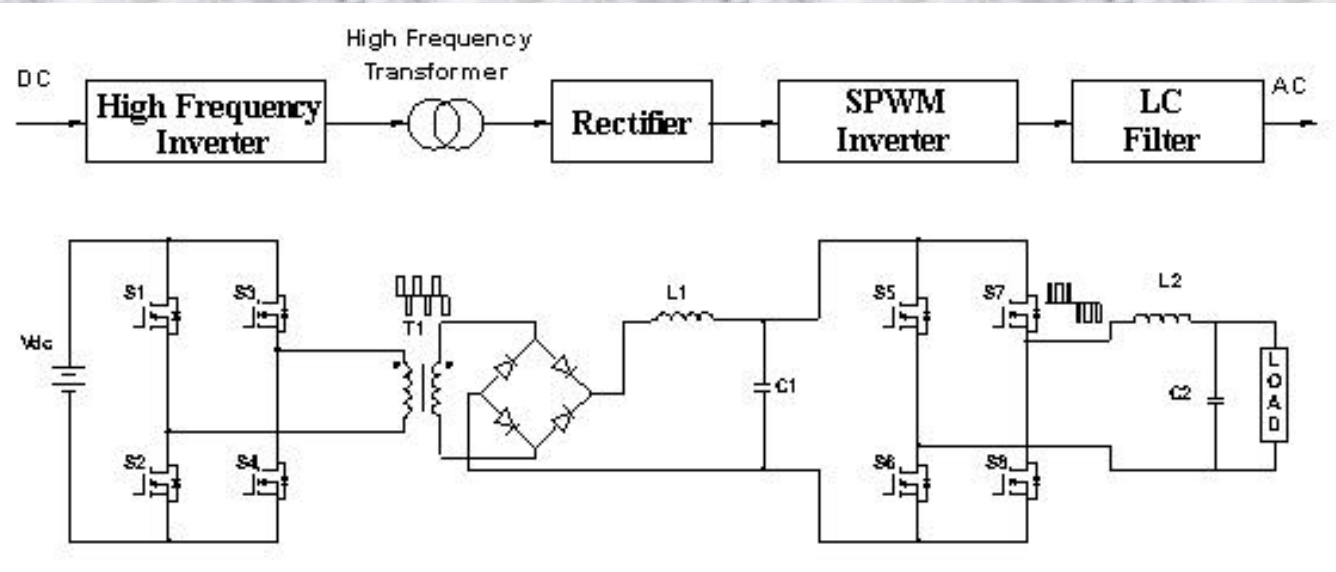 High Frequency
Transformer
DC
High Frequency
Inverter
Rectifier
SPWM
Inverter
LC
Filter
AC
S1
S3
T1
L1
S5
S7
L2
Vdc
C1
C2
LOAD
S2
S4
S6
S8